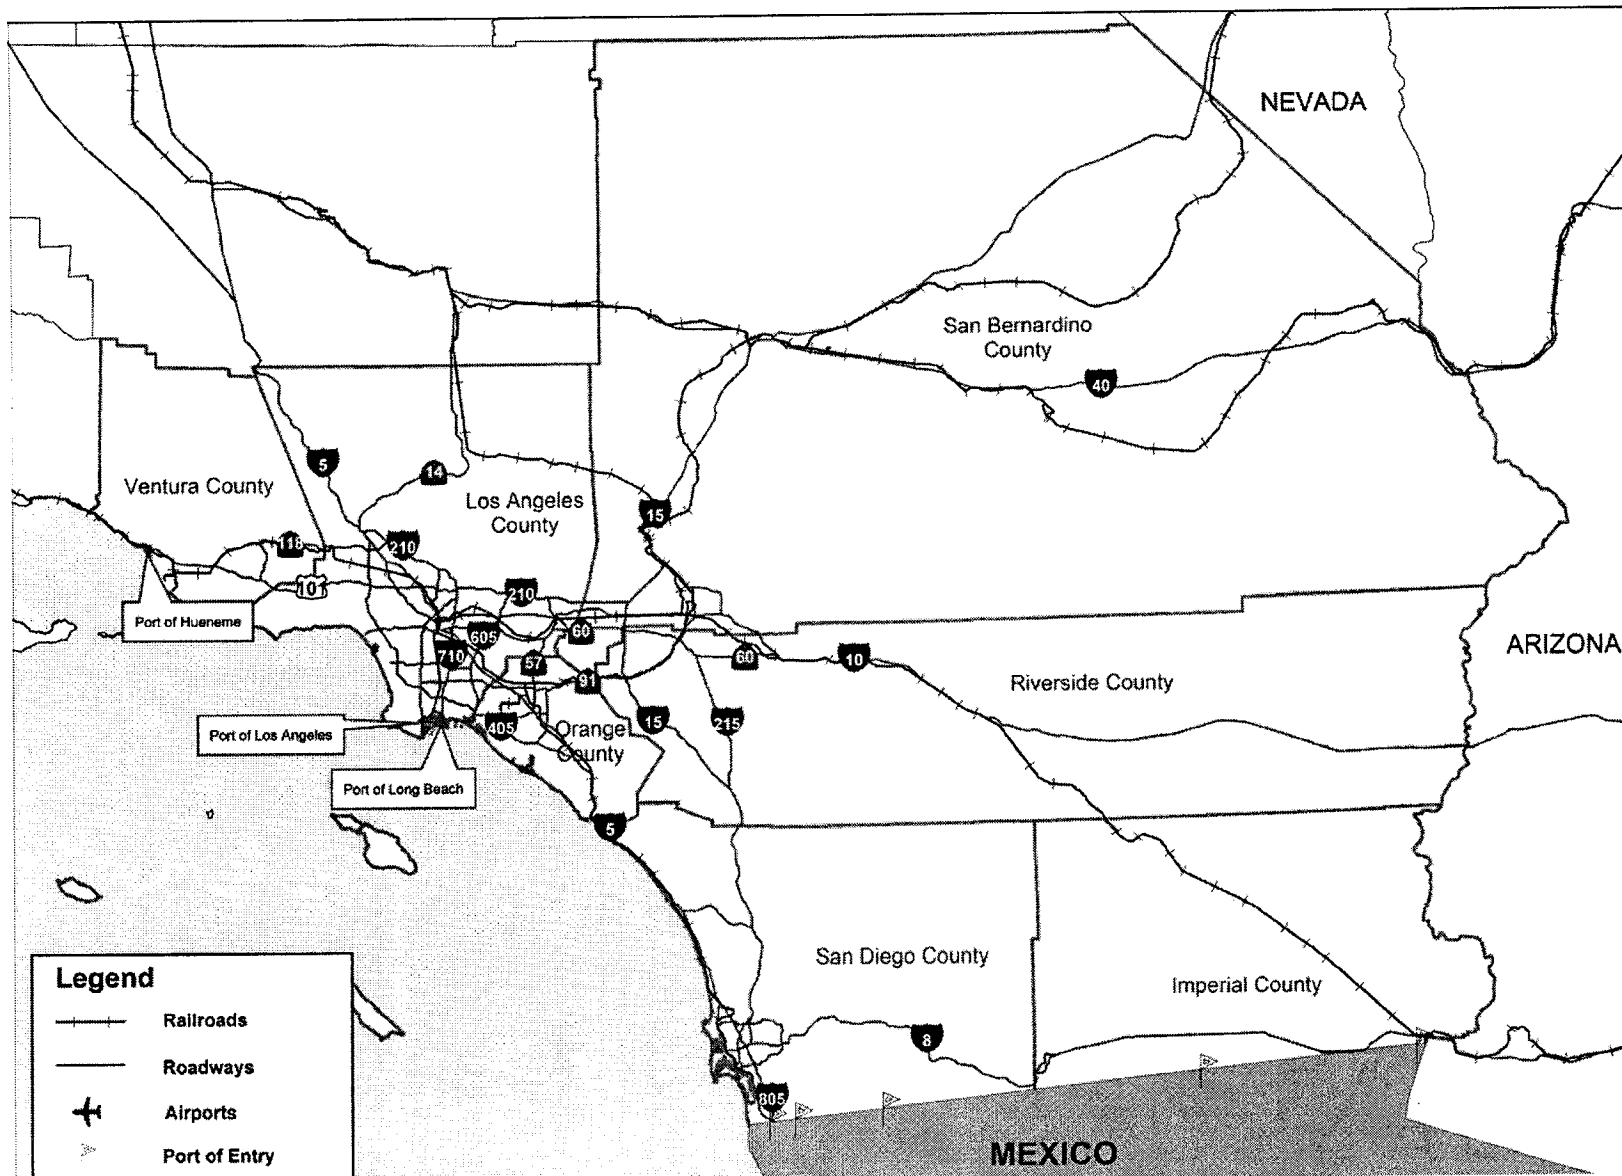 NEVADA
San Bernardino
County
40
5
14
Ventura County
Los Angeles
County
15
118
210
101
210
Port of Hueneme
605
60
710
57
60
10
91
ARIZONA
Riverside County
Port of Los Angeles
405
Orange
County
15
215
Port of Long Beach
5
San Diego County
Imperial County
8
805
MEXICO
Legend
Railroads
Roadways
Airports
Port of Entry